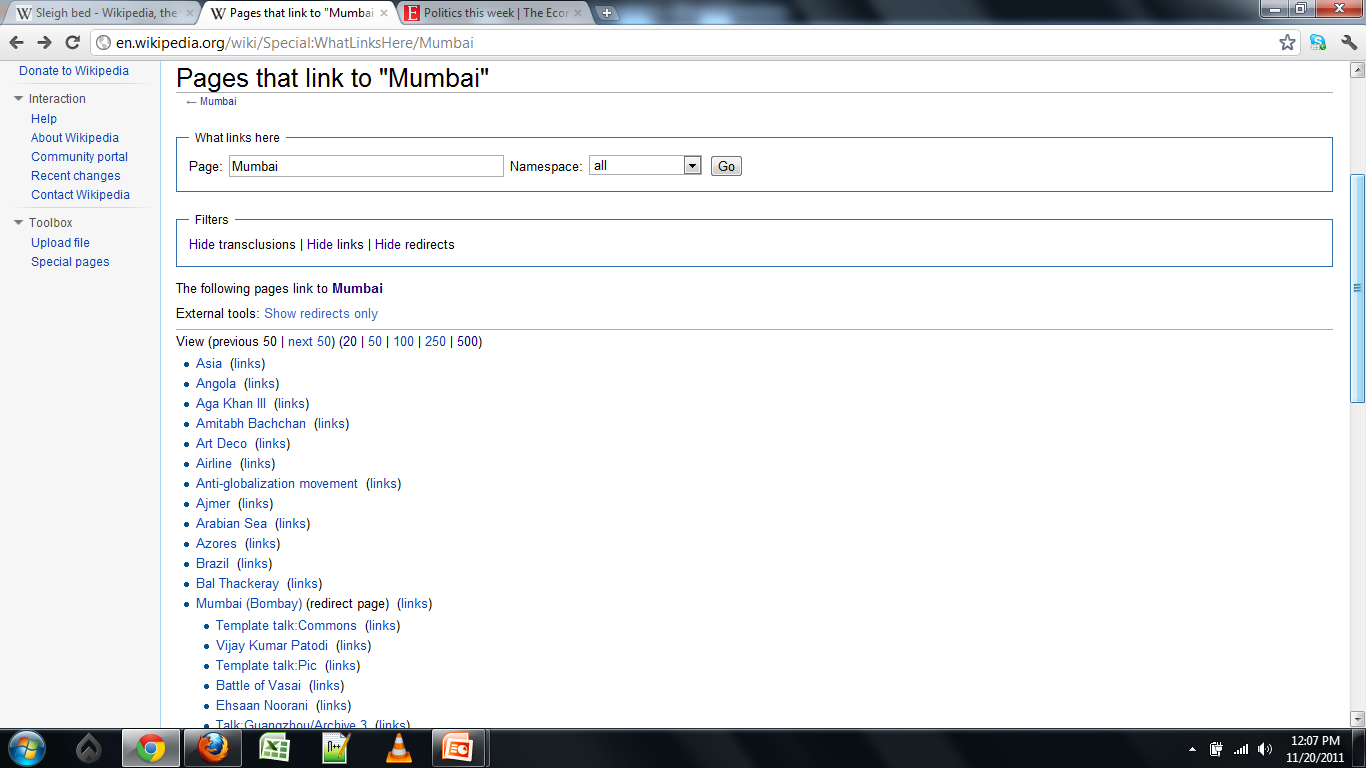 Sleigh bed - Wikipedia, the
Pages that link to "Mumbai
Politics this week | The Econ
en.wikipedia.org/wiki/Special:WhatLinksHere/Mumbai
Donate to Wikipedia
Interaction
Help
About Wikipedia
Community portal
Recent changes
Contact Wikipedia
Toolbox
Upload file
Special pages
Pages that link to "Mumbai"
← Mumbai
What links here
Page: Mumbai Namespace: all Go
Filters
Hide transclusions | Hide links | Hide redirects
The following pages link to Mumbai
External tools: Show redirects only
View (previous 50 | next 50) (20 | 50 | 100 | 250 | 500)
Asia (links)
Angola (links)
Aga Khan III (links)
Amitabh Bachchan (links)
Art Deco (links)
Airline (links)
Anti-globalization movement (links)
Ajmer (links)
Arabian Sea (links)
Azores (links)
Brazil (links)
Bal Thackeray (links)
Mumbai (Bombay) (redirect page) (links)
Template talk:Commons (links)
Vijay Kumar Patodi (links)
Template talk:Pic (links)
Battle of Vasai (links)
Ehsaan Noorani (links)
Talk:Guangzhou/Archive 3 (links)
12:07 PM
11/20/2011